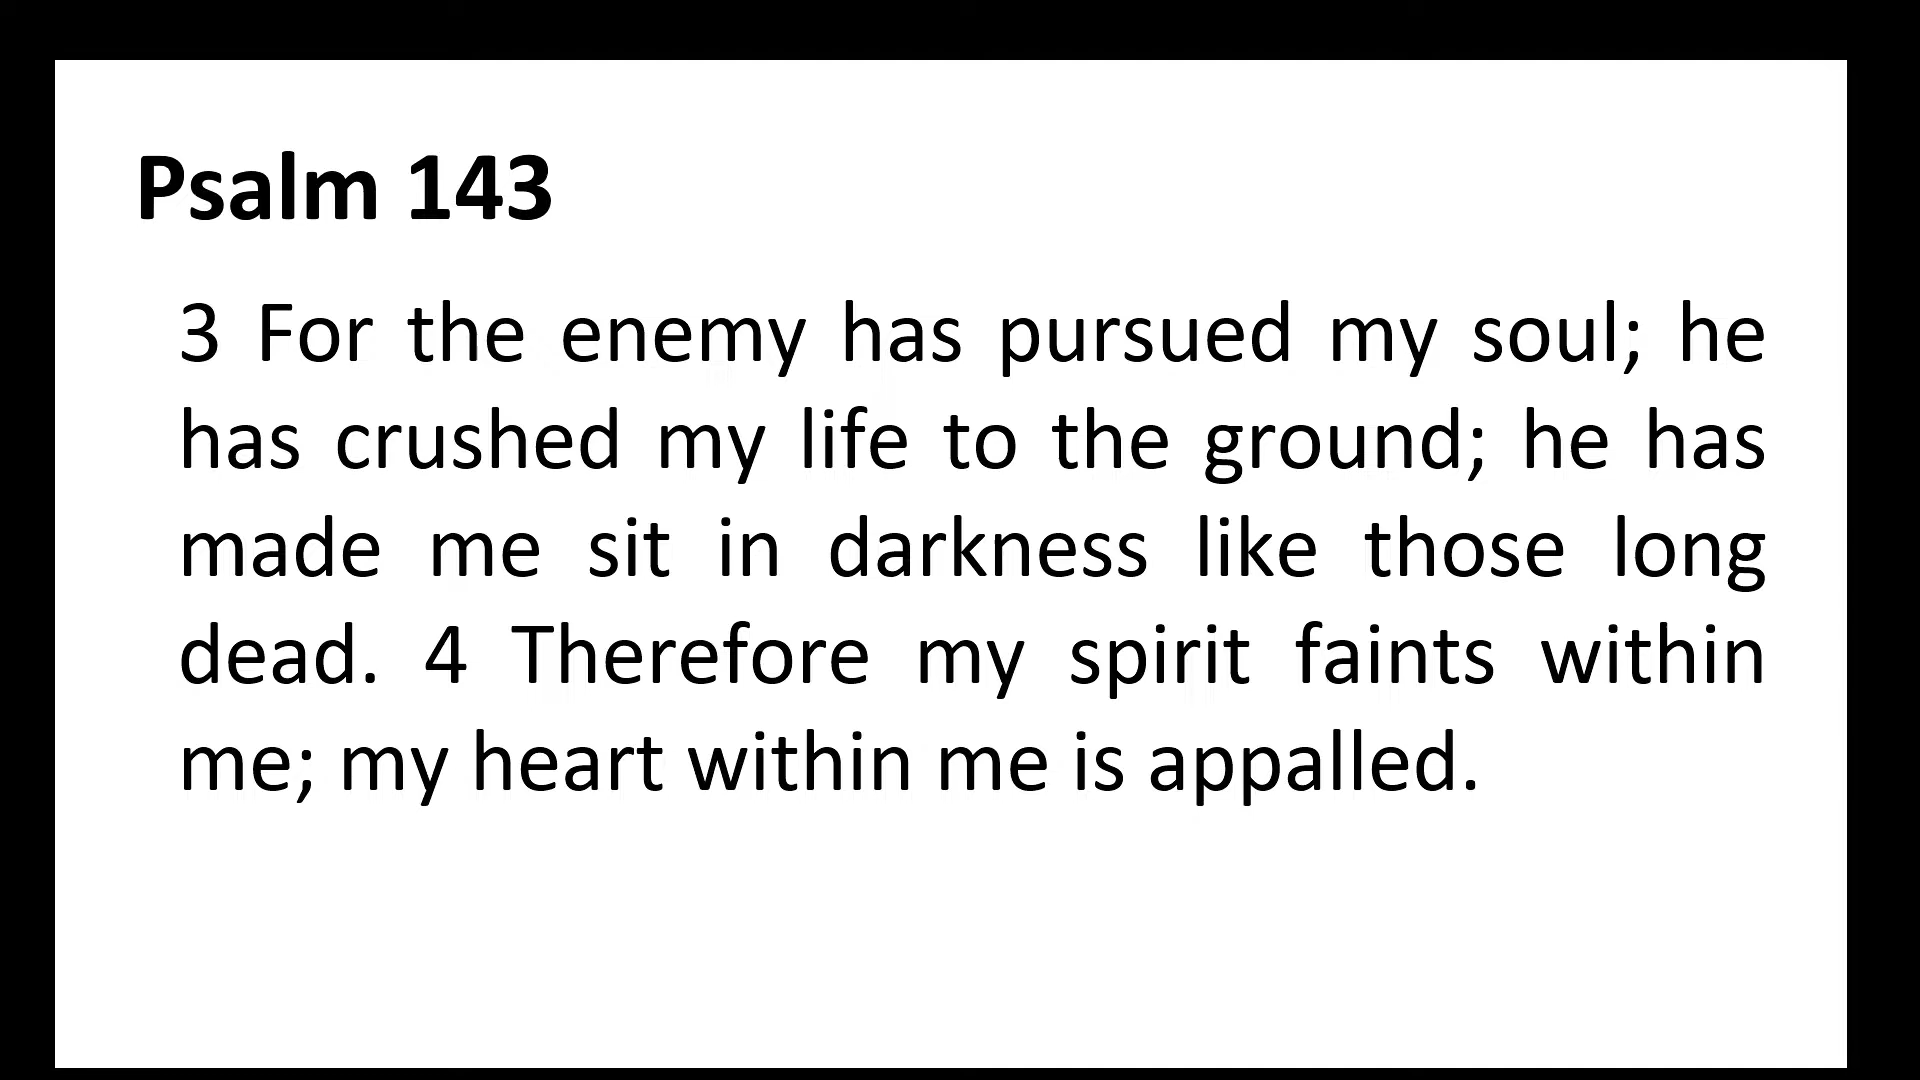 Psalm 143
3 For the enemy has pursued my soul; he
has crushed my life to the ground; he has
made me sit in darkness like those long
dead. 4 Therefore my spirit faints within
me; my heart within me is appalled.